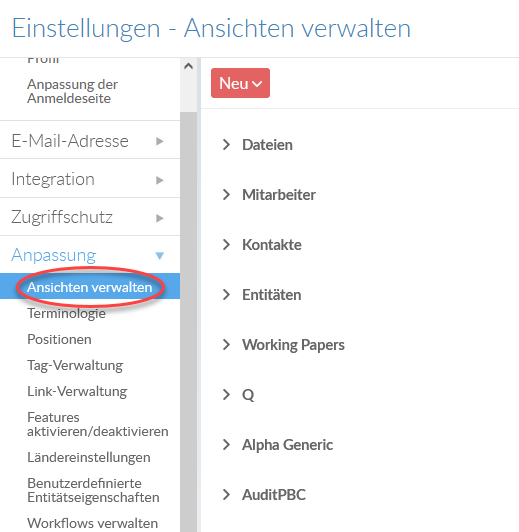 Einstellungen - Ansichten verwalten
Profil
Anpassung der
Anmeldeseite
E-Mail-Adresse
Integration
Zugriffschutz
Anpassung
Ansichten verwalten
Terminologie
Positionen
Tag-Verwaltung
Link-Verwaltung
Features
aktivieren/deaktivieren
Ländereinstellungen
Benutzerdefinierte
Entitätseigenschaften
Workflows verwalten
Neu
Dateien
Mitarbeiter
Kontakte
Entitäten
Working Papers
Q
Alpha Generic
AuditPBC